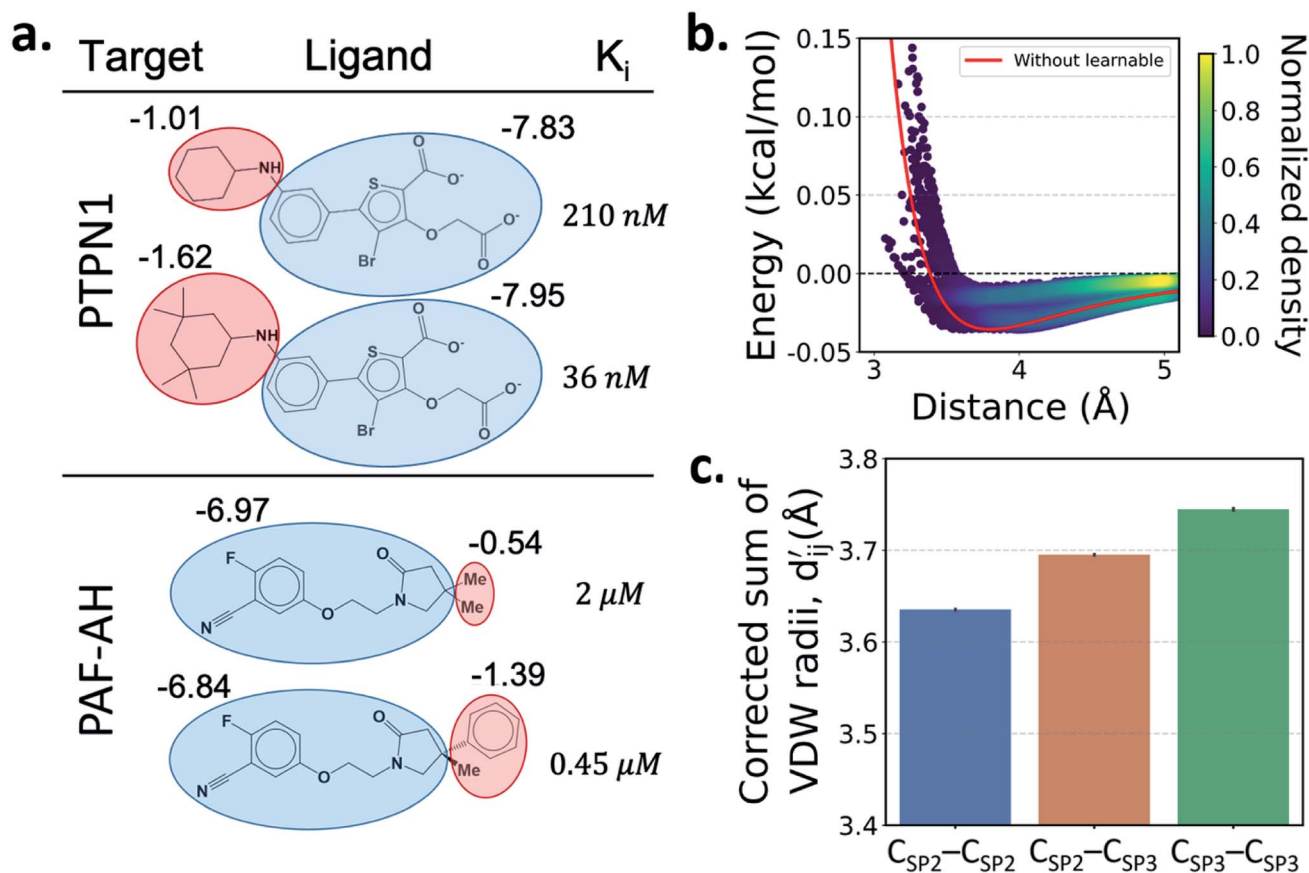 a.
Target Ligand Ki
PTPN1
-1.01
-7.83
NH
S
O
O-
O
O
O-
Br
210 nM
-1.62
-7.95
NH
S
O
O-
O
O
O-
Br
36 nM
PAF-AH
-6.97
-0.54
F
N
O
N
O
Me
Me
2 μM
-6.84
-1.39
F
N
O
N
O
Me
0.45 μM
b.
Energy (kcal/mol)
0.15
0.10
0.05
0.00
-0.05
Without learnable
3 4 5
Distance (Å)
1.0
0.8
0.6
0.4
0.2
0.0
Normalized density
c.
Corrected sum of
VDW radii, d′ij(Å)
3.8
3.7
3.6
3.5
3.4
CSP2−CSP2 CSP2−CSP3 CSP3−CSP3